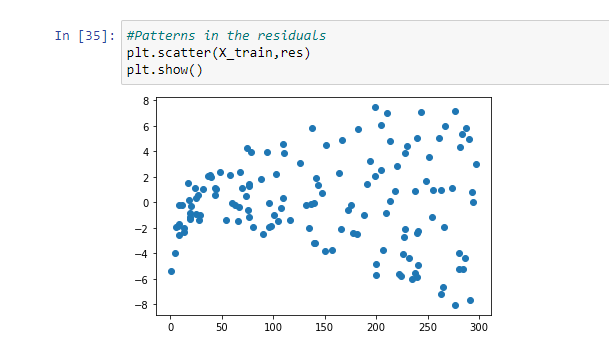 In [35]: #Patterns in the residuals
plt.scatter(X_train,res)
plt.show()
8
6
4
2
0
−2
−4
−6
−8
0 50 100 150 200 250 300